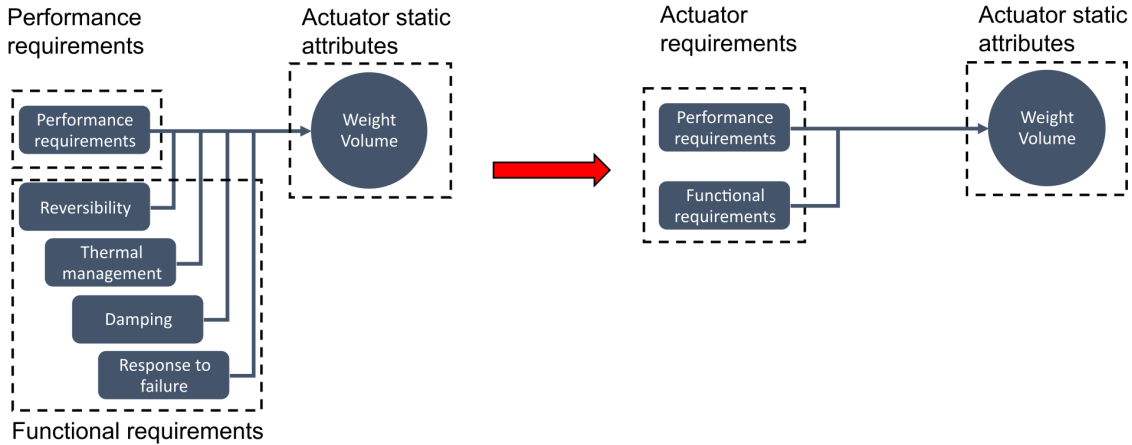 Performance
requirements
Actuator static
attributes
Performance
requirements
Weight
Volume
Reversibility
Thermal
management
Damping
Response to
failure
Functional requirements
Actuator
requirements
Actuator static
attributes
Performance
requirements
Weight
Volume
Functional
requirements